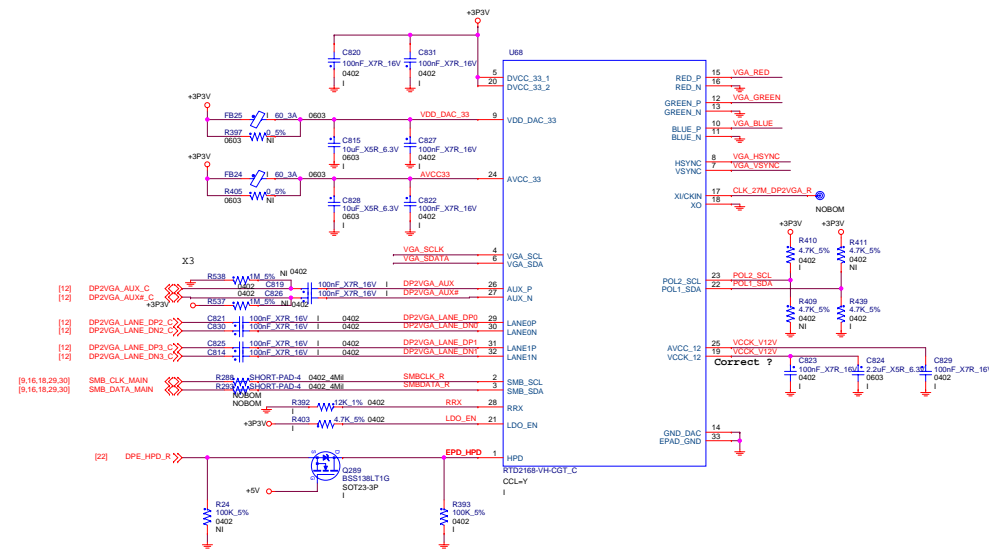 +3P3V
U68
C820
100nF_X7R_16V
0402
I
C831
100nF_X7R_16V
0402
I
5
20
DVCC_33_1
DVCC_33_2
RED_P
RED_N
15
16
VGA_RED
GREEN_P
GREEN_N
12
13
VGA_GREEN
BLUE_P
BLUE_N
10
11
VGA_BLUE
+3P3V
FB25
I
60_3A
0603
VDD_DAC_33
9
VDD_DAC_33
R397
0_5%
0603
NI
C815
10uF_X5R_6.3V
0603
I
C827
100nF_X7R_16V
0402
I
HSYNC
VSYNC
8
7
VGA_HSYNC
VGA_VSYNC
+3P3V
FB24
I
60_3A
0603
AVCC33
24
AVCC_33
R405
0_5%
0603
NI
C828
10uF_X5R_6.3V
0603
I
C822
100nF_X7R_16V
0402
I
XI/CKIN
XO
17
18
CLK_27M_DP2VGA_R
NOBOM
+3P3V
+3P3V
R410
4.7K_5%
0402
NI
R411
4.7K_5%
0402
I
VGA_SCLK
VGA_SDATA
4
6
VGA_SCL
VGA_SDA
X3
R538
1M_5%
NI 0402
POL2_SCL
POL1_SDA
23
22
POL2_SCL
POL1_SDA
[12]
DP2VGA_AUX_C
0402
C819
100nF_X7R_16V
I
0402
DP2VGA_AUX
26
AUX_P
[12]
DP2VGA_AUX#_C
0402
C826
100nF_X7R_16V
I
0402
DP2VGA_AUX#
27
AUX_N
+3P3V
R537
1M_5%
NI
R409
4.7K_5%
0402
NI
R439
4.7K_5%
0402
I
[12]
DP2VGA_LANE_DP2_C
C821
100nF_X7R_16V
I
0402
DP2VGA_LANE_DP0
29
LANE0P
[12]
DP2VGA_LANE_DN2_C
C830
100nF_X7R_16V
I
0402
DP2VGA_LANE_DN0
30
LANE0N
[12]
DP2VGA_LANE_DP3_C
C825
100nF_X7R_16V
I
0402
DP2VGA_LANE_DP1
31
LANE1P
[12]
DP2VGA_LANE_DN3_C
C814
100nF_X7R_16V
I
0402
DP2VGA_LANE_DN1
32
LANE1N
AVCC_12
VCCK_12
25
19
VCCK_V12V
VCCK_V12V
Correct ?
C823
100nF_X7R_16V
0402
I
C824
2.2uF_X5R_6.3V
0603
I
C829
100nF_X7R_16V
0402
I
[9,16,18,29,30]
SMB_CLK_MAIN
R288
SHORT-PAD-4
0402_4Mil
SMBCLK_R
2
SMB_SCL
[9,16,18,29,30]
SMB_DATA_MAIN
R293
SHORT-PAD-4
0402_4Mil
SMBDATA_R
3
SMB_SDA
NOBOM
NOBOM
R392
12K_1%
0402
I
RRX
28
RRX
+3P3V
R403
4.7K_5%
0402
I
LDO_EN
21
LDO_EN
GND_DAC
EPAD_GND
14
33
[22]
DPE_HPD_R
S
D
G
EPD_HPD
1
HPD
RTD2168-VH-CGT_C
CCL=Y
I
Q289
BSS138LT1G
SOT23-3P
I
+5V
R24
100K_5%
0402
NI
R393
100K_5%
0402
I